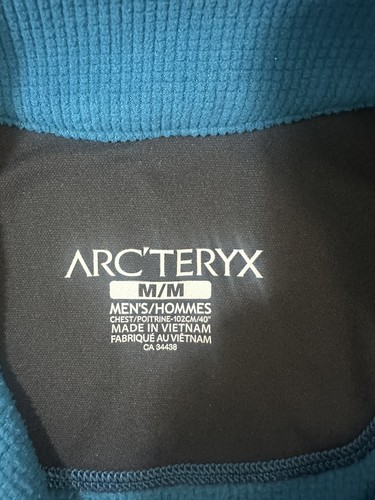 ARC'TERYX
M/M
MEN'S/HOMMES
CHEST/POITRINE-102CM/40"
MADE IN VIETNAM
FABRIQUÉ AU VIETNAM
CA 34438